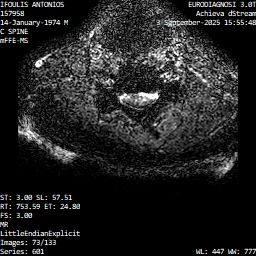 IFOULIS ANTONIOS
EURODIAGNOSI 3.0T
157958
Achieva dStream
14-January-1974 M
3-September-2025 15:55:48
C SPINE
mFFE-MS
ST: 3.00 SL: 57.51
RT: 753.59 ET: 24.80
FS: 3.00
MR
LittleEndianExplicit
Images: 73/133
Series: 601
WL: 447 WW: 777